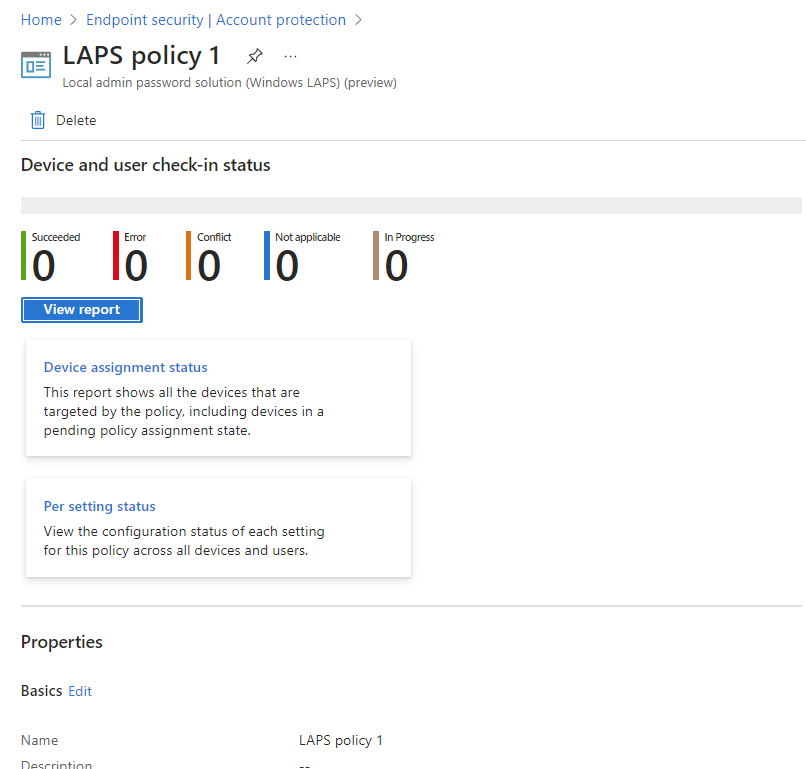 Home > Endpoint security | Account protection >
LAPS policy 1 ...
Local admin password solution (Windows LAPS) (preview)
Delete
Device and user check-in status
Succeeded Error Conflict Not applicable In Progress
0 0 0 0 0
View report
Device assignment status
This report shows all the devices that are
targeted by the policy, including devices in a
pending policy assignment state.
Per setting status
View the configuration status of each setting
for this policy across all devices and users.
Properties
Basics Edit
Name LAPS policy 1
Description --